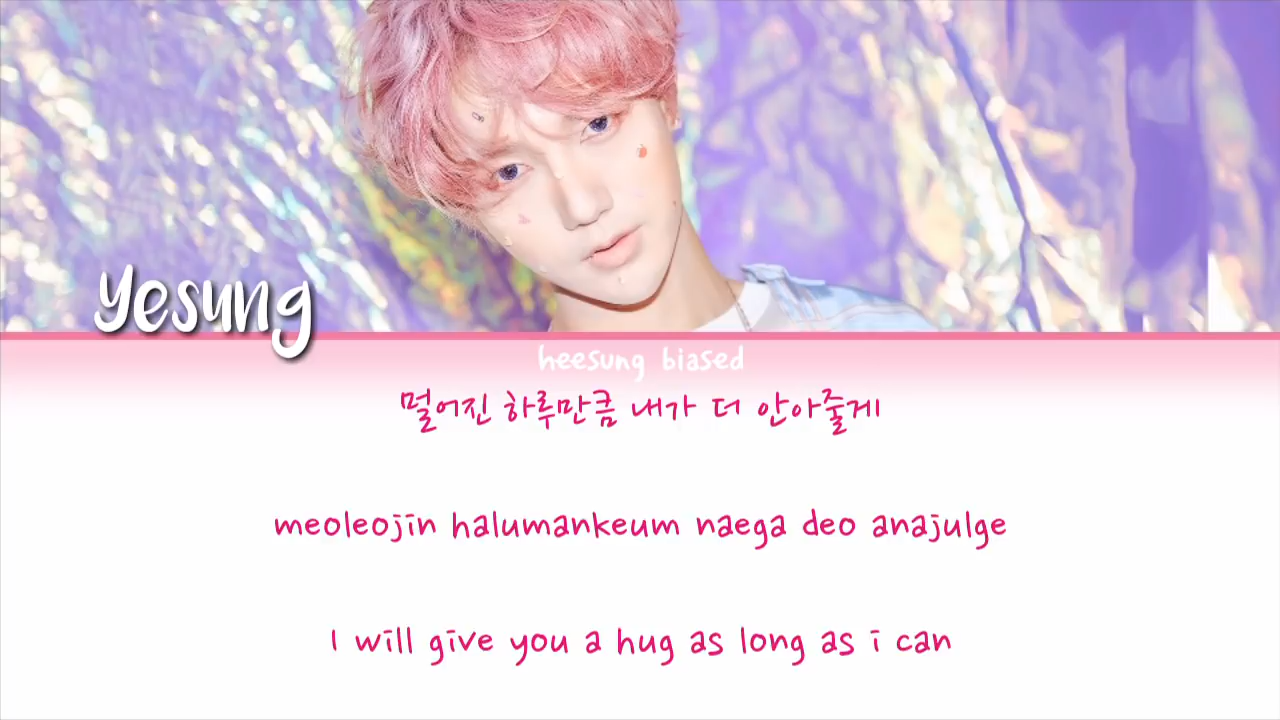 Yesung
heesung biased
멀어진 하루만큼 내가 더 안아줄게
meoleojin halumankeum naega deo anajulge
I will give you a hug as long as i can